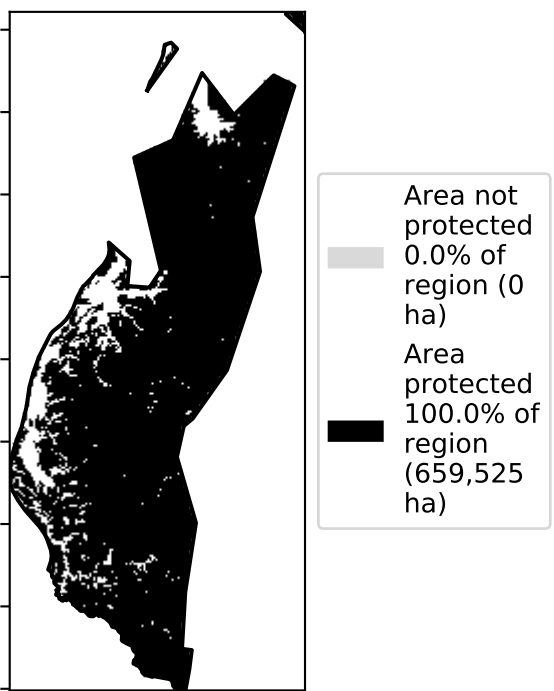 Area not
protected
0.0% of
region (0
ha)
Area
protected
100.0% of
region
(659,525
ha)